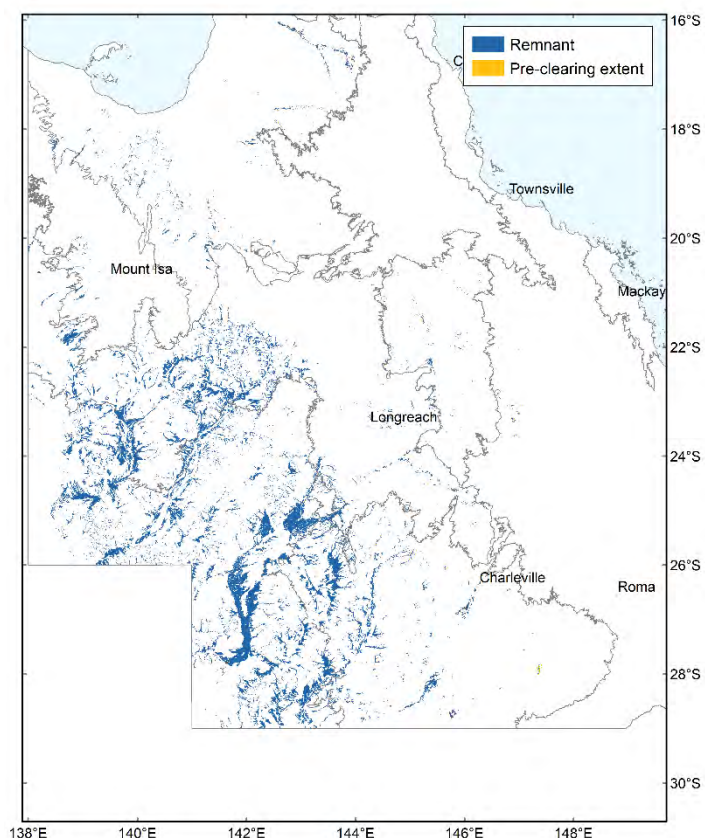 Remnant
Pre-clearing extent
C
Townsville
Mount Isa
Mackay
Longreach
Charleville
Roma
16°S
18°S
20°S
22°S
24°S
26°S
28°S
30°S
138°E 140°E 142°E 144°E 146°E 148°E